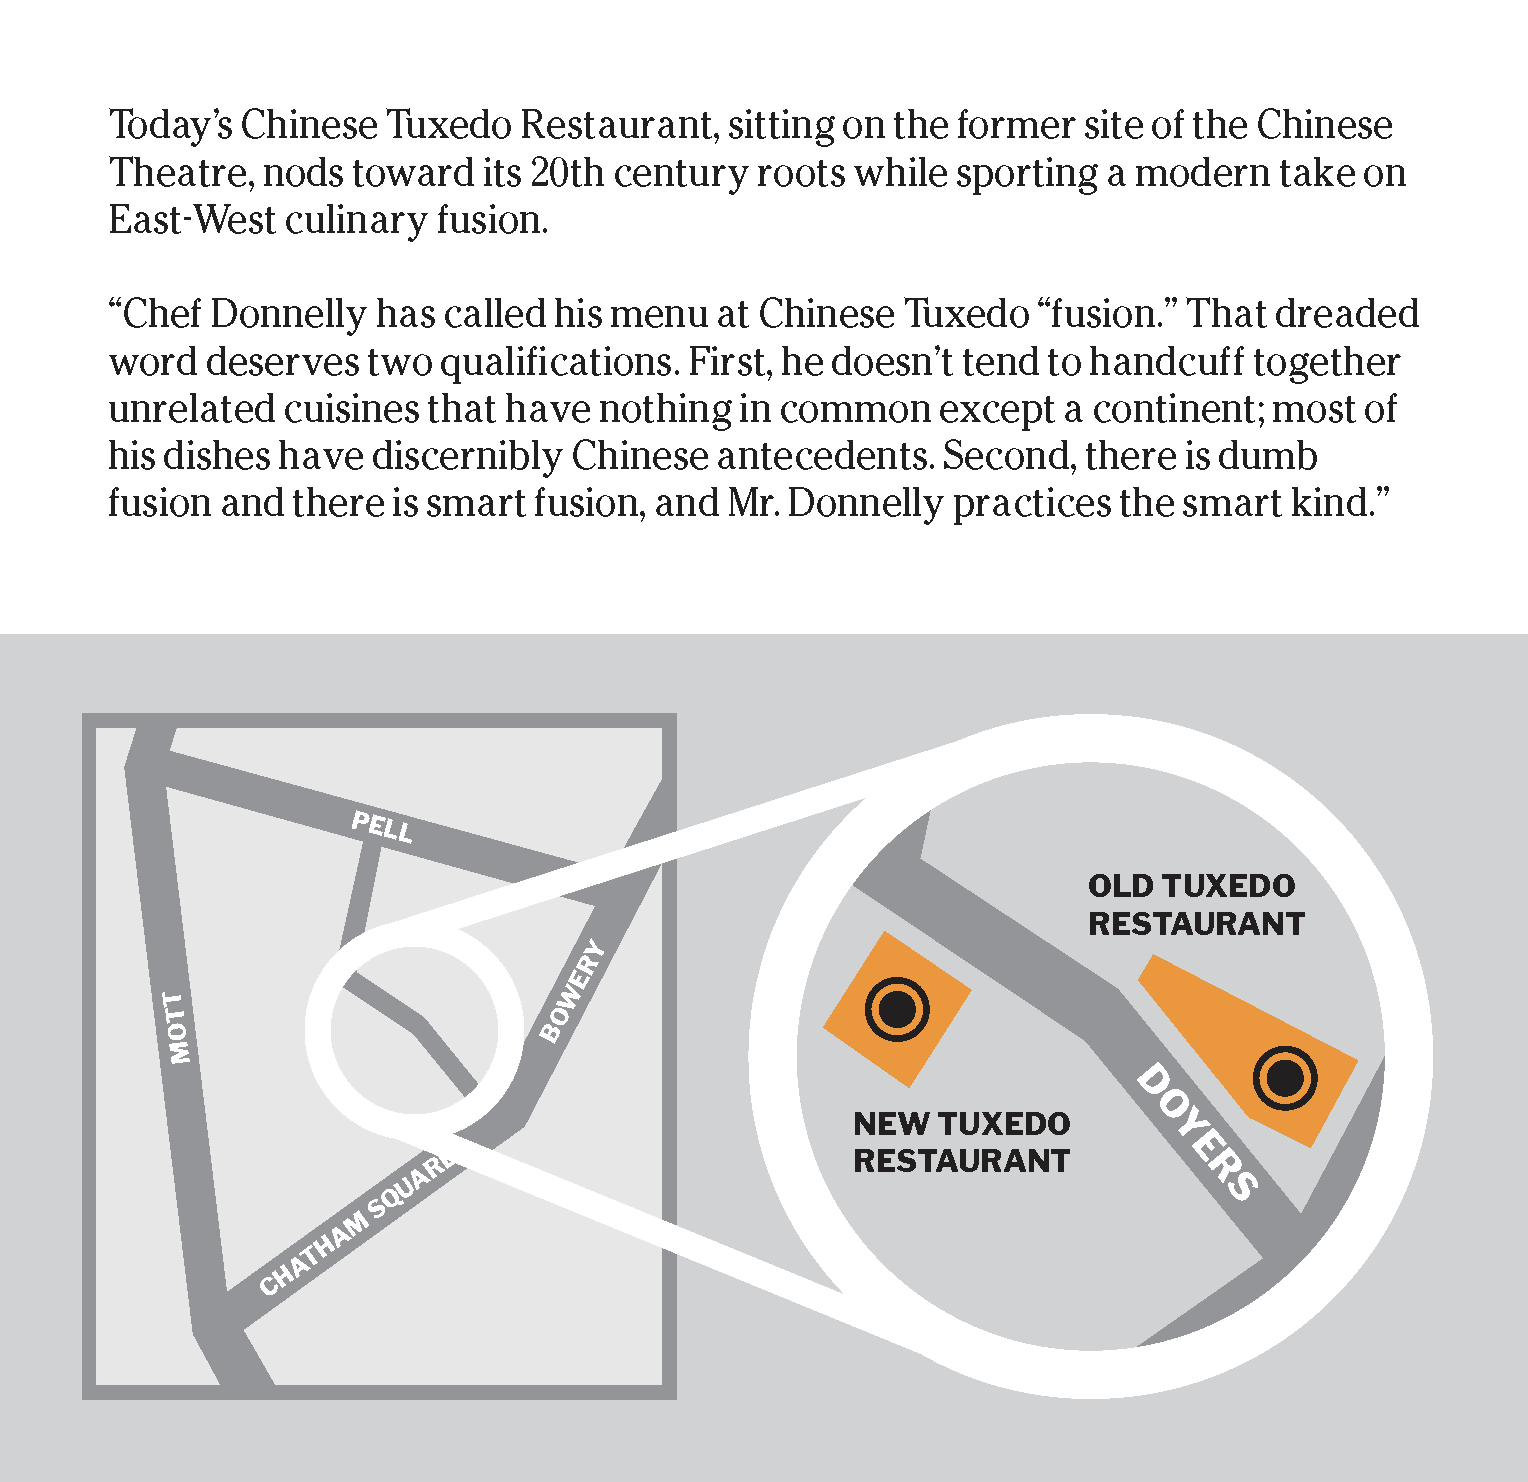 Today’s Chinese Tuxedo Restaurant, sitting on the former site of the Chinese
Theatre, nods toward its 20th century roots while sporting a modern take on
East-West culinary fusion.
“Chef Donnelly has called his menu at Chinese Tuxedo “fusion.” That dreaded
word deserves two qualifications. First, he doesn’t tend to handcuff together
unrelated cuisines that have nothing in common except a continent; most of
his dishes have discernibly Chinese antecedents. Second, there is dumb
fusion and there is smart fusion, and Mr. Donnelly practices the smart kind.”
PELL
MOTT
BOWERY
CHATHAM SQUARE
OLD TUXEDO
RESTAURANT
NEW TUXEDO
RESTAURANT
DOYERS